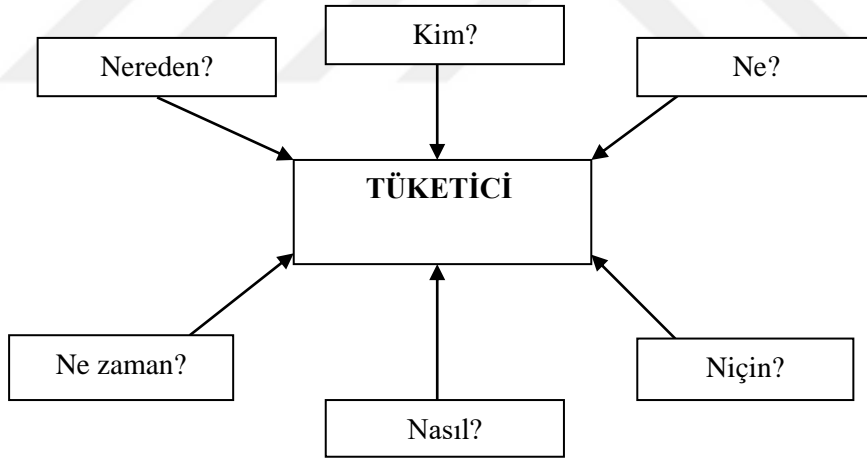 Kim?
Nereden?
Ne?
TÜKETİCİ
Ne zaman?
Niçin?
Nasıl?